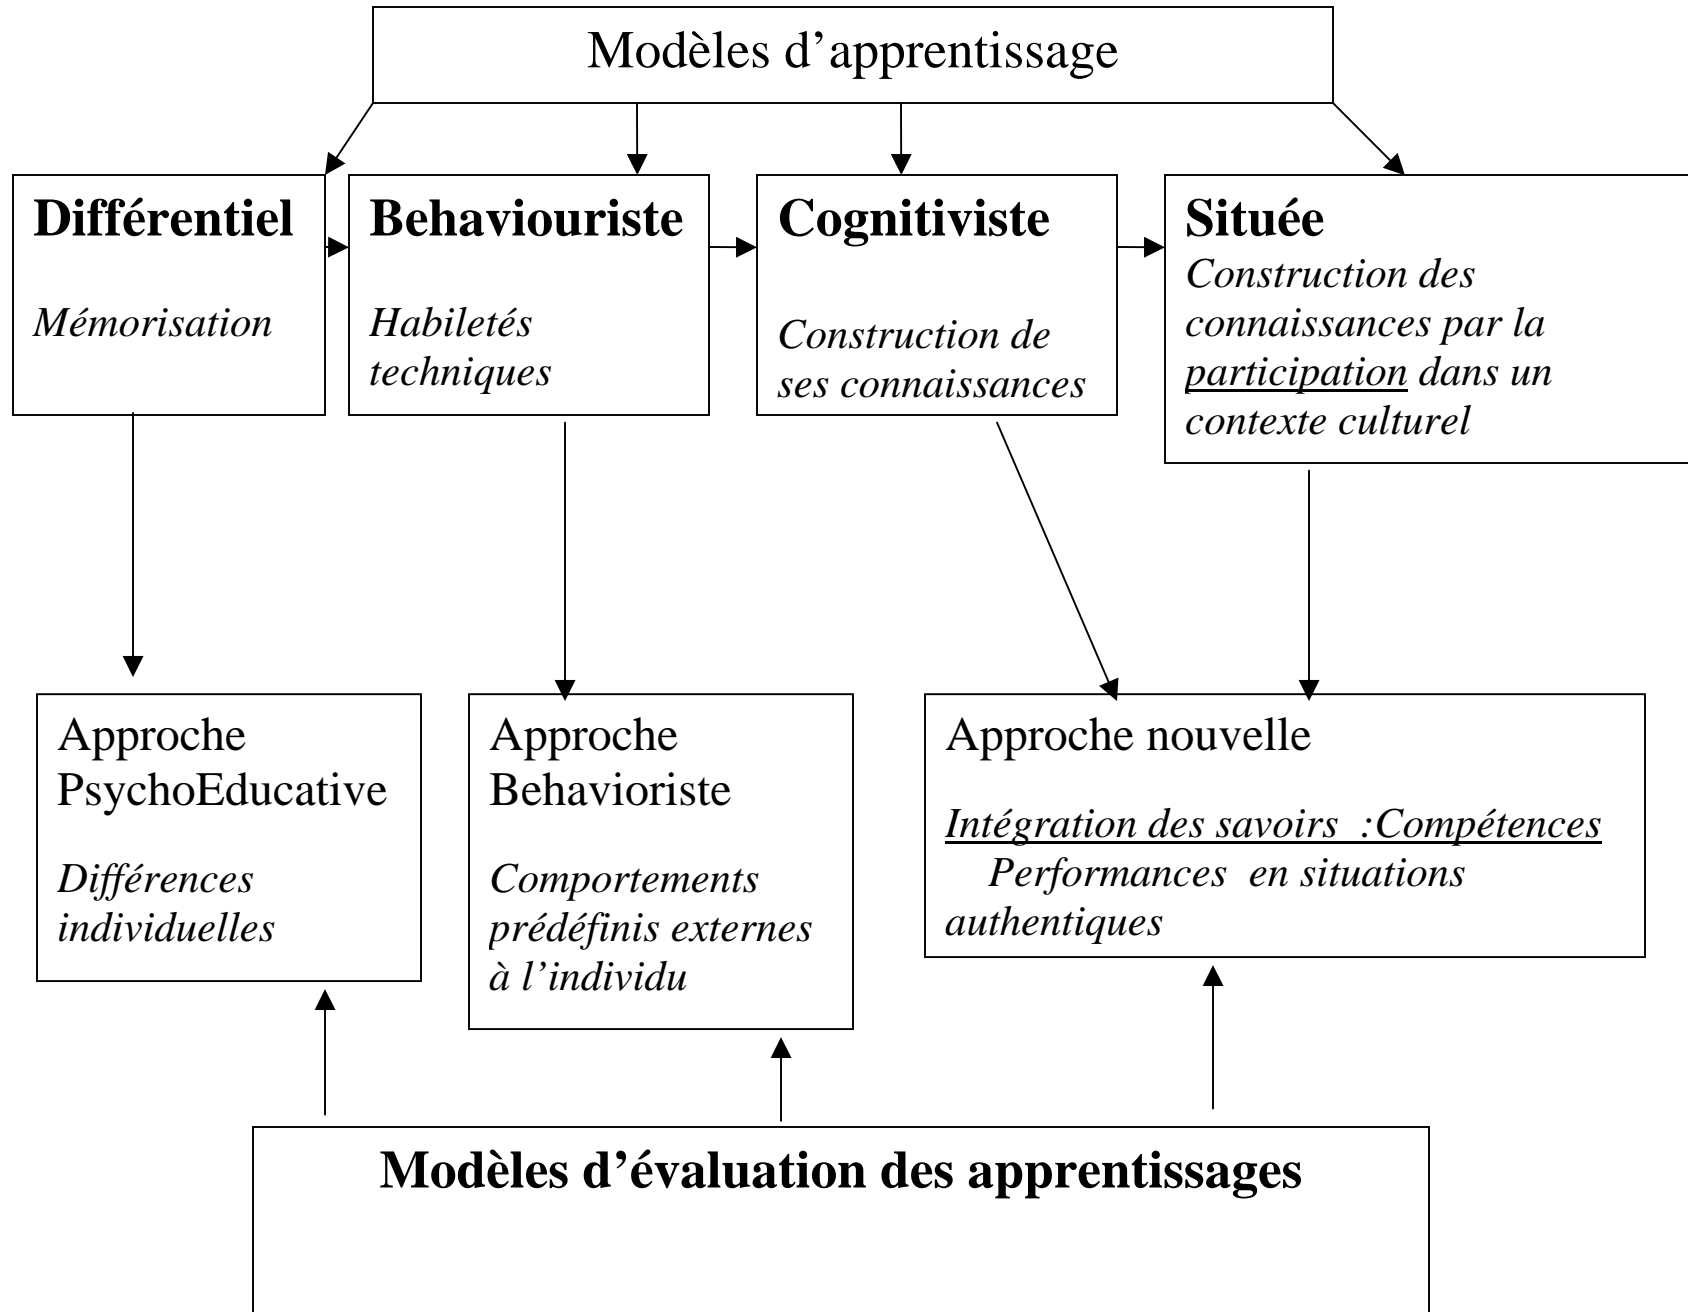 Modèles d’apprentissage
Différentiel
Mémorisation
Behaviouriste
Habiletés
techniques
Cognitiviste
Construction de
ses connaissances
Située
Construction des
connaissances par la
participation dans un
contexte culturel
Approche
PsychoEducative
Différences
individuelles
Approche
Behavioriste
Comportements
prédéfinis externes
à l’individu
Approche nouvelle
Intégration des savoirs :Compétences
Performances en situations
authentiques
Modèles d’évaluation des apprentissages